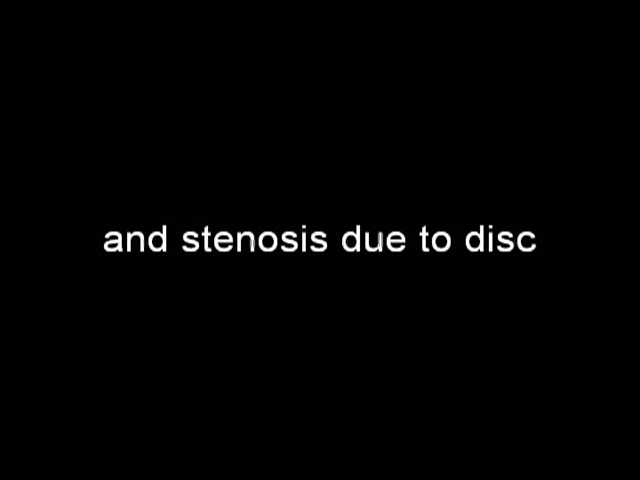 and stenosis due to disc